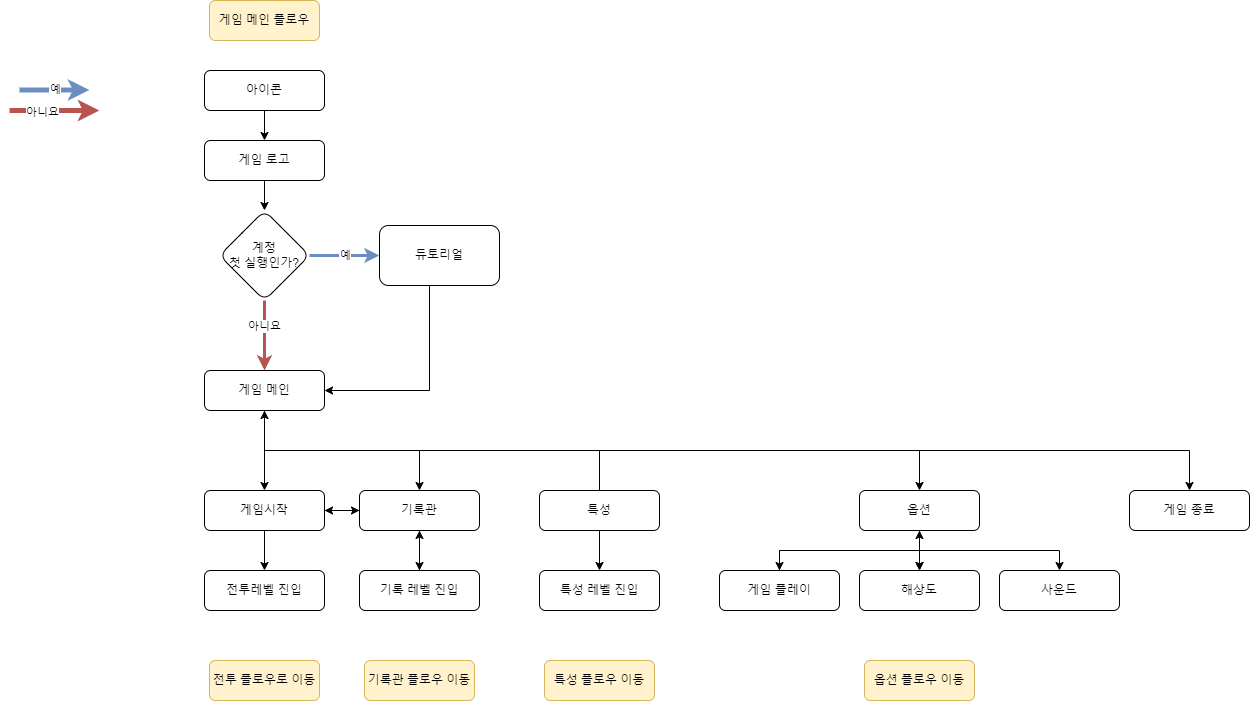 게임 메인 플로우
아이콘
예
아니요
게임 로고
계정
첫 실행인가?
예
듀토리얼
아니요
게임 메인
게임시작
기록관
특성
옵션
게임 종료
전투레벨 진입
기록 레벨 진입
특성 레벨 진입
게임 플레이
해상도
사운드
전투 플로우로 이동
기록관 플로우 이동
특성 플로우 이동
옵션 플로우 이동